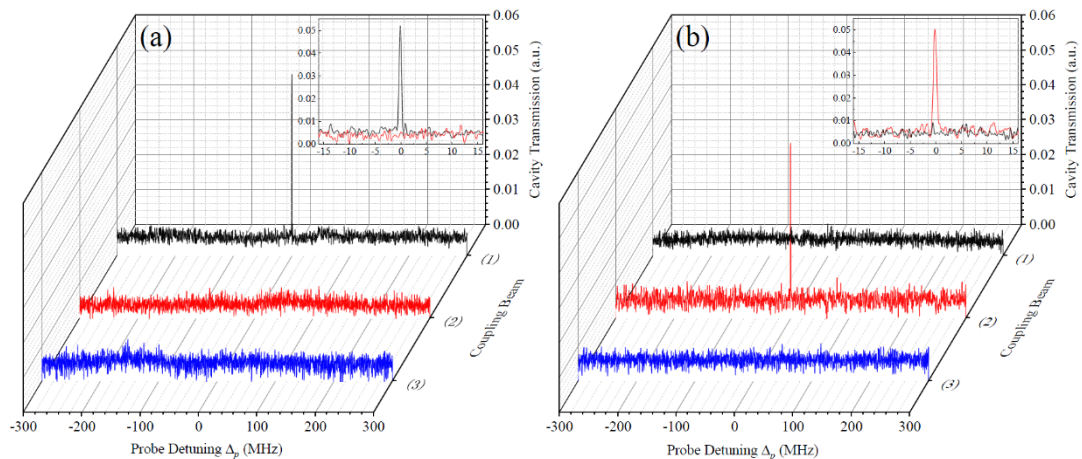 (a)
0.06
0.05
0.04
0.03
0.02
0.01
0.00
Cavity Transmission (a.u.)
0.05
0.04
0.03
0.02
0.01
0.00
-15 -10 -5 0 5 10 15
(1)
(2)
(3)
Coupling Beam
-300 -200 -100 0 100 200 300
Probe Detuning Δp (MHz)
(b)
0.06
0.05
0.04
0.03
0.02
0.01
0.00
Cavity Transmission (a.u.)
0.05
0.04
0.03
0.02
0.01
0.00
-15 -10 -5 0 5 10 15
(1)
(2)
(3)
Coupling Beam
-300 -200 -100 0 100 200 300
Probe Detuning Δp (MHz)